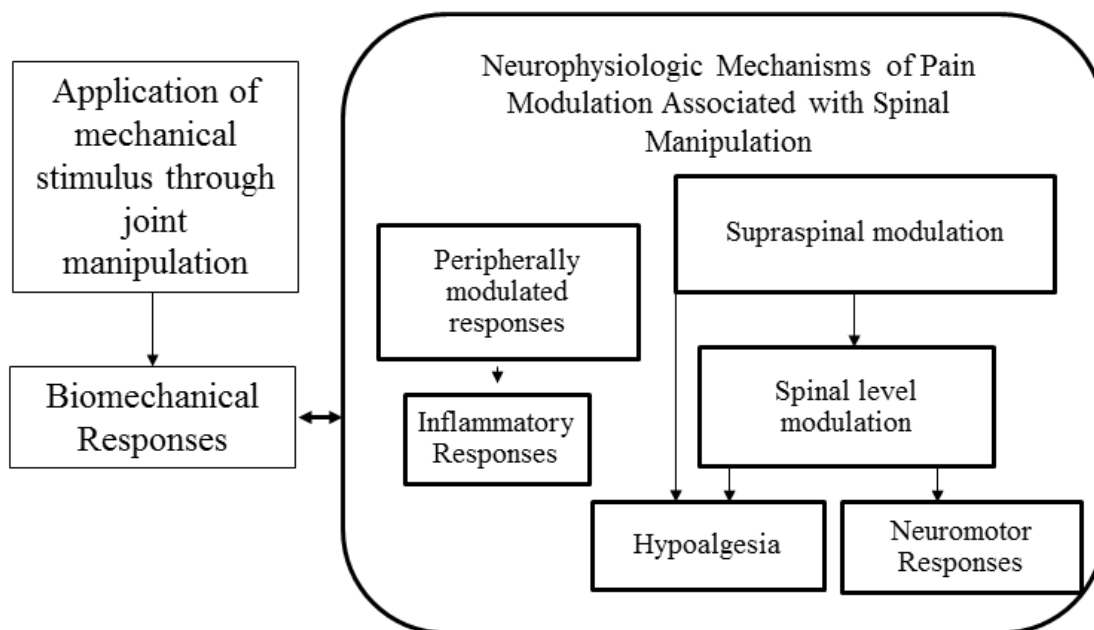 Application of
mechanical
stimulus through
joint
manipulation
Biomechanical
Responses
Neurophysiologic Mechanisms of Pain
Modulation Associated with Spinal
Manipulation
Peripherally
modulated
responses
Inflammatory
Responses
Supraspinal modulation
Spinal level
modulation
Hypoalgesia
Neuromotor
Responses